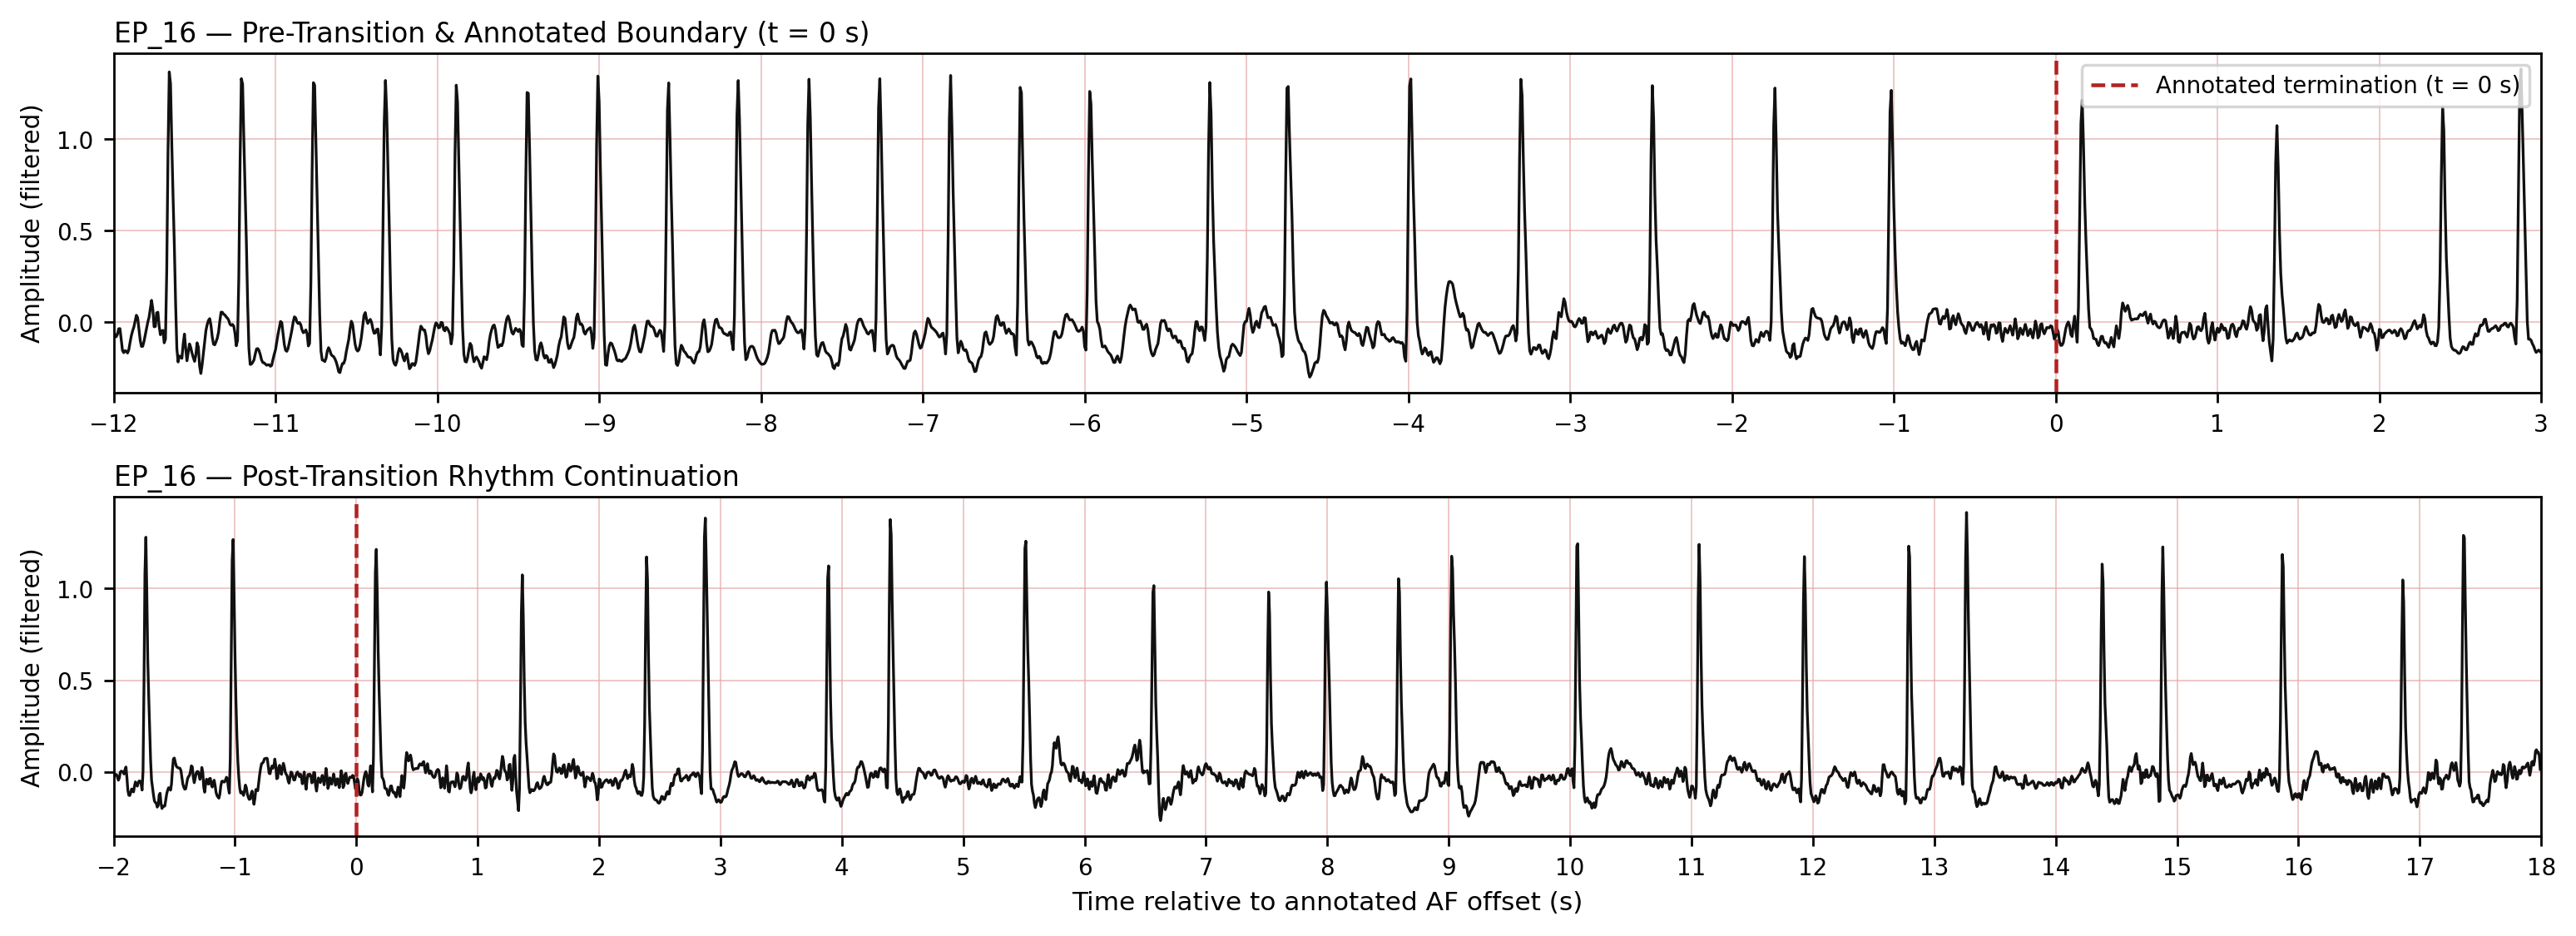 EP_16 — Pre-Transition & Annotated Boundary (t = 0 s)
Amplitude (filtered)
1.0
0.5
0.0
Annotated termination (t = 0 s)
−12 −11 −10 −9 −8 −7 −6 −5 −4 −3 −2 −1 0 1 2 3
EP_16 — Post-Transition Rhythm Continuation
Amplitude (filtered)
1.0
0.5
0.0
−2 −1 0 1 2 3 4 5 6 7 8 9 10 11 12 13 14 15 16 17 18
Time relative to annotated AF offset (s)